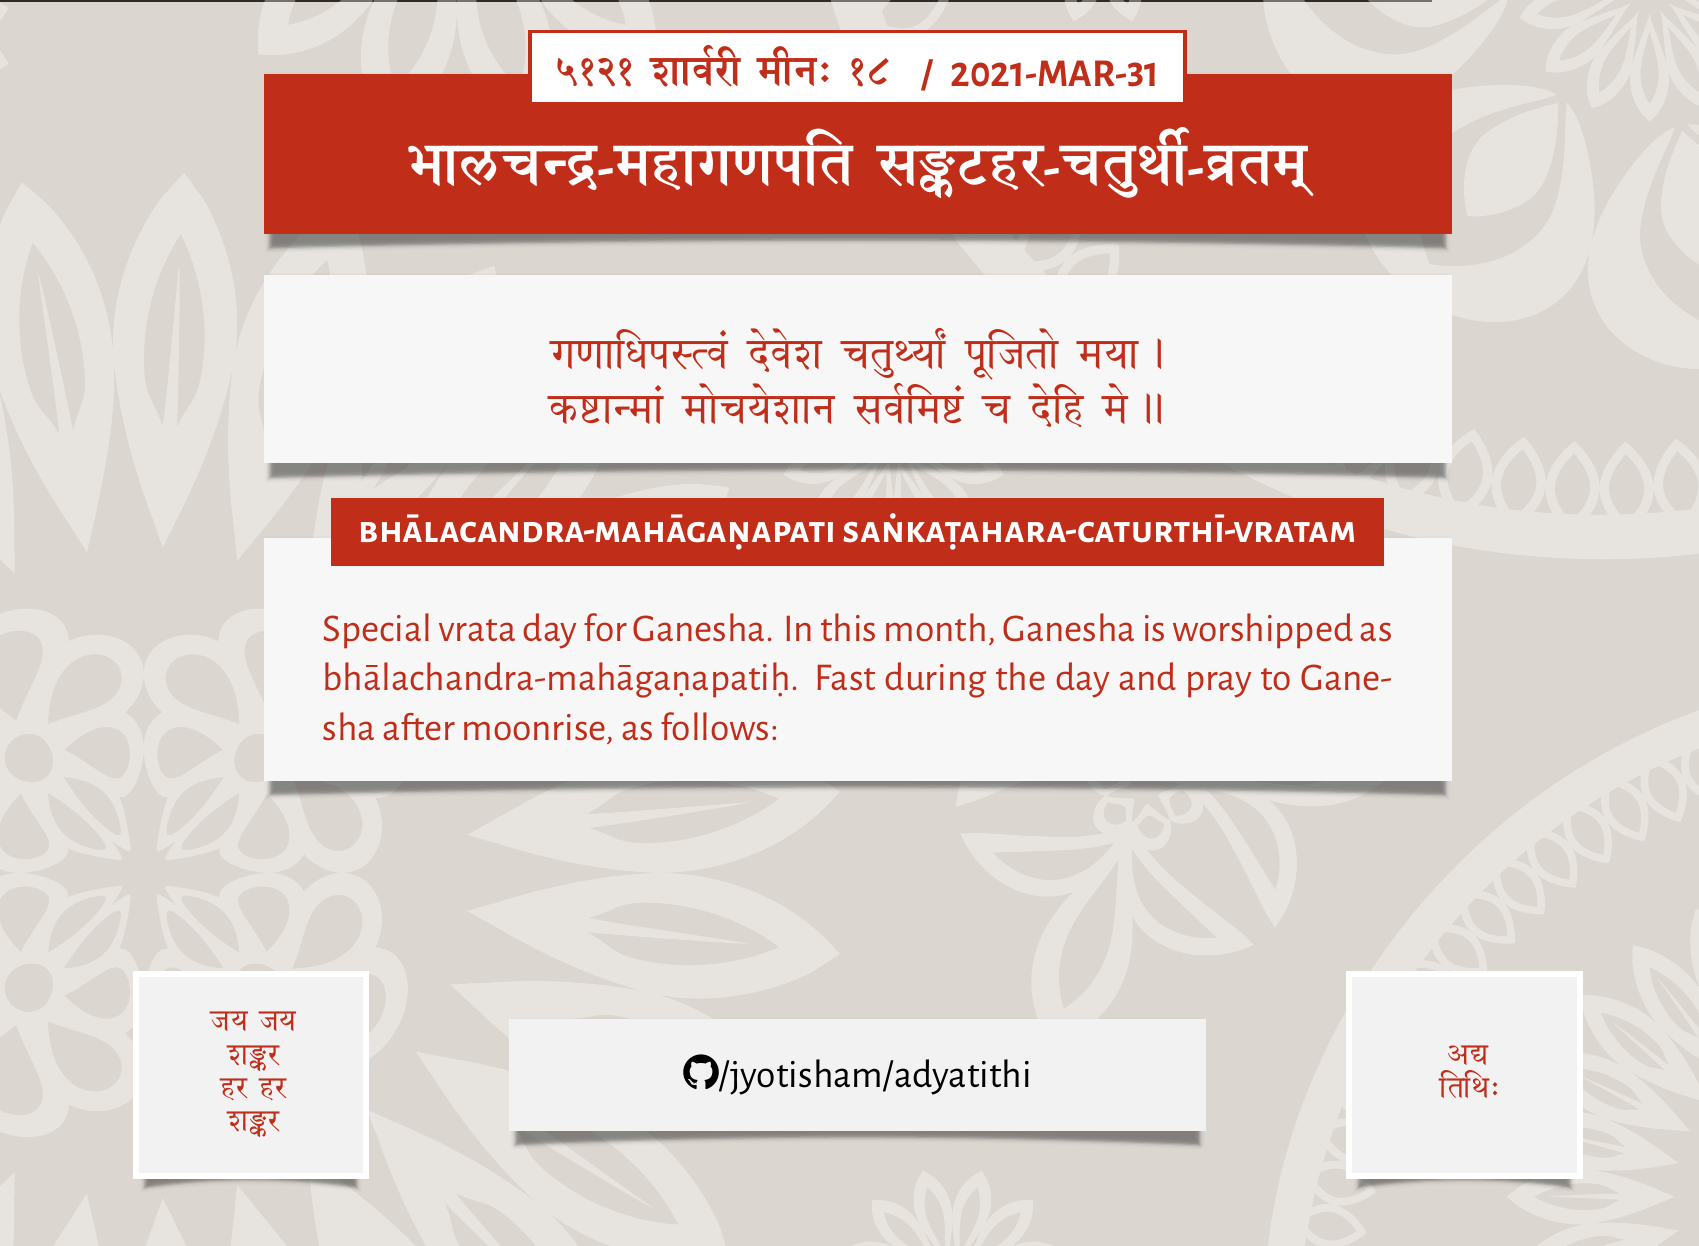 ५१२१ शार्वरी मीनः १८ / 2021-MAR-31
भालचन्द्र-महागणपति सङ्कटहर-चतुर्थी-व्रतम्
गणाधिपस्त्वं देवेश चतुर्थ्यां पूजितो मया।
कष्टान्मां मोचयेशान सर्वमिष्टं च देहि मे॥
BHĀLACANDRA-MAHĀGAṆAPATI SAṄKAṬAHARA-CATURTHĪ-VRATAM
Special vrata day for Ganesha. In this month, Ganesha is worshipped as
bhālachandra-mahāgaṇapatiḥ. Fast during the day and pray to Gane-
sha after moonrise, as follows:
जय जय
शङ्कर
हर हर
शङ्कर
/jyotisham/adyatithi
अद्य
तिथिः